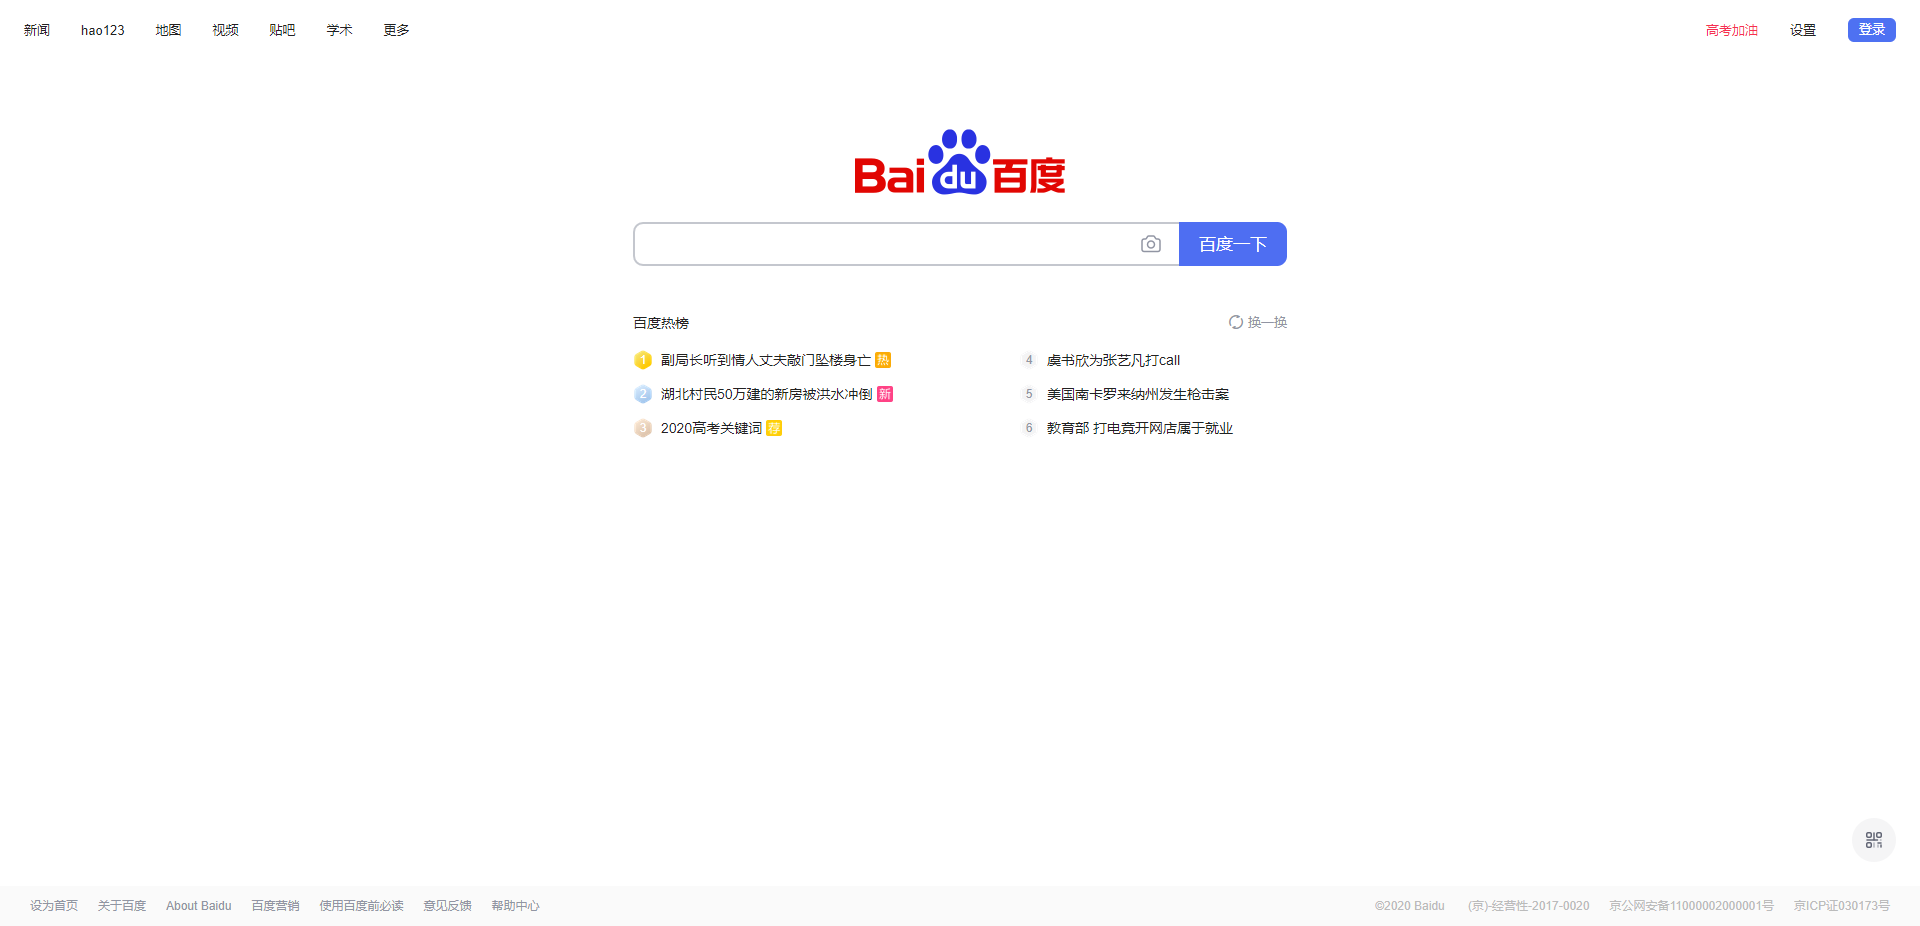 新闻 hao123 地图 视频 贴吧 学术 更多 高考加油 设置 登录
Bai du 百度
百度一下
百度热榜 换一换
1 副局长听到情人丈夫敲门坠楼身亡 热 4 虞书欣为张艺凡打call
2 湖北村民50万建的新房被洪水冲倒 新 5 美国南卡罗来纳州发生枪击案
3 2020高考关键词 荐 6 教育部 打电竞开网店属于就业
设为首页 关于百度 About Baidu 百度营销 使用百度前必读 意见反馈 帮助中心 ©2020 Baidu (京)-经营性-2017-0020 京公网安备11000002000001号 京ICP证030173号